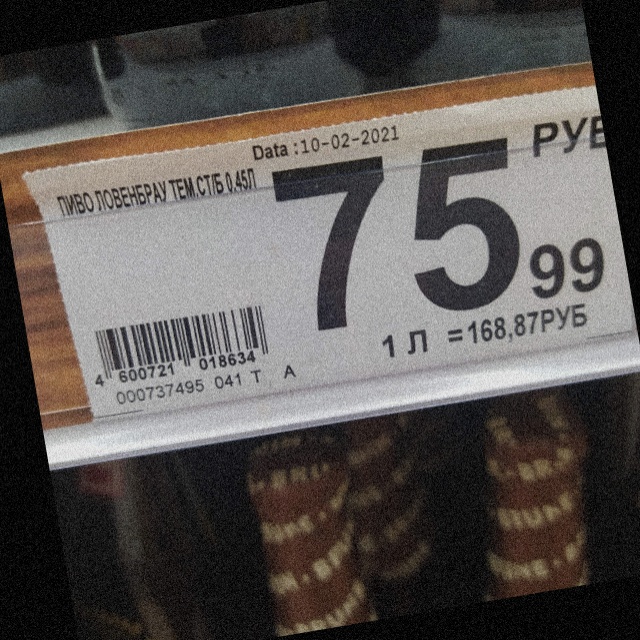 Data :10-02-2021
ПИВО ЛОВЕНБРАУ ТЕМ.СТ/Б 0.45Л
75 99 РУБ
1 Л =168,87РУБ
4 600721 018634
000737495 041 Т А